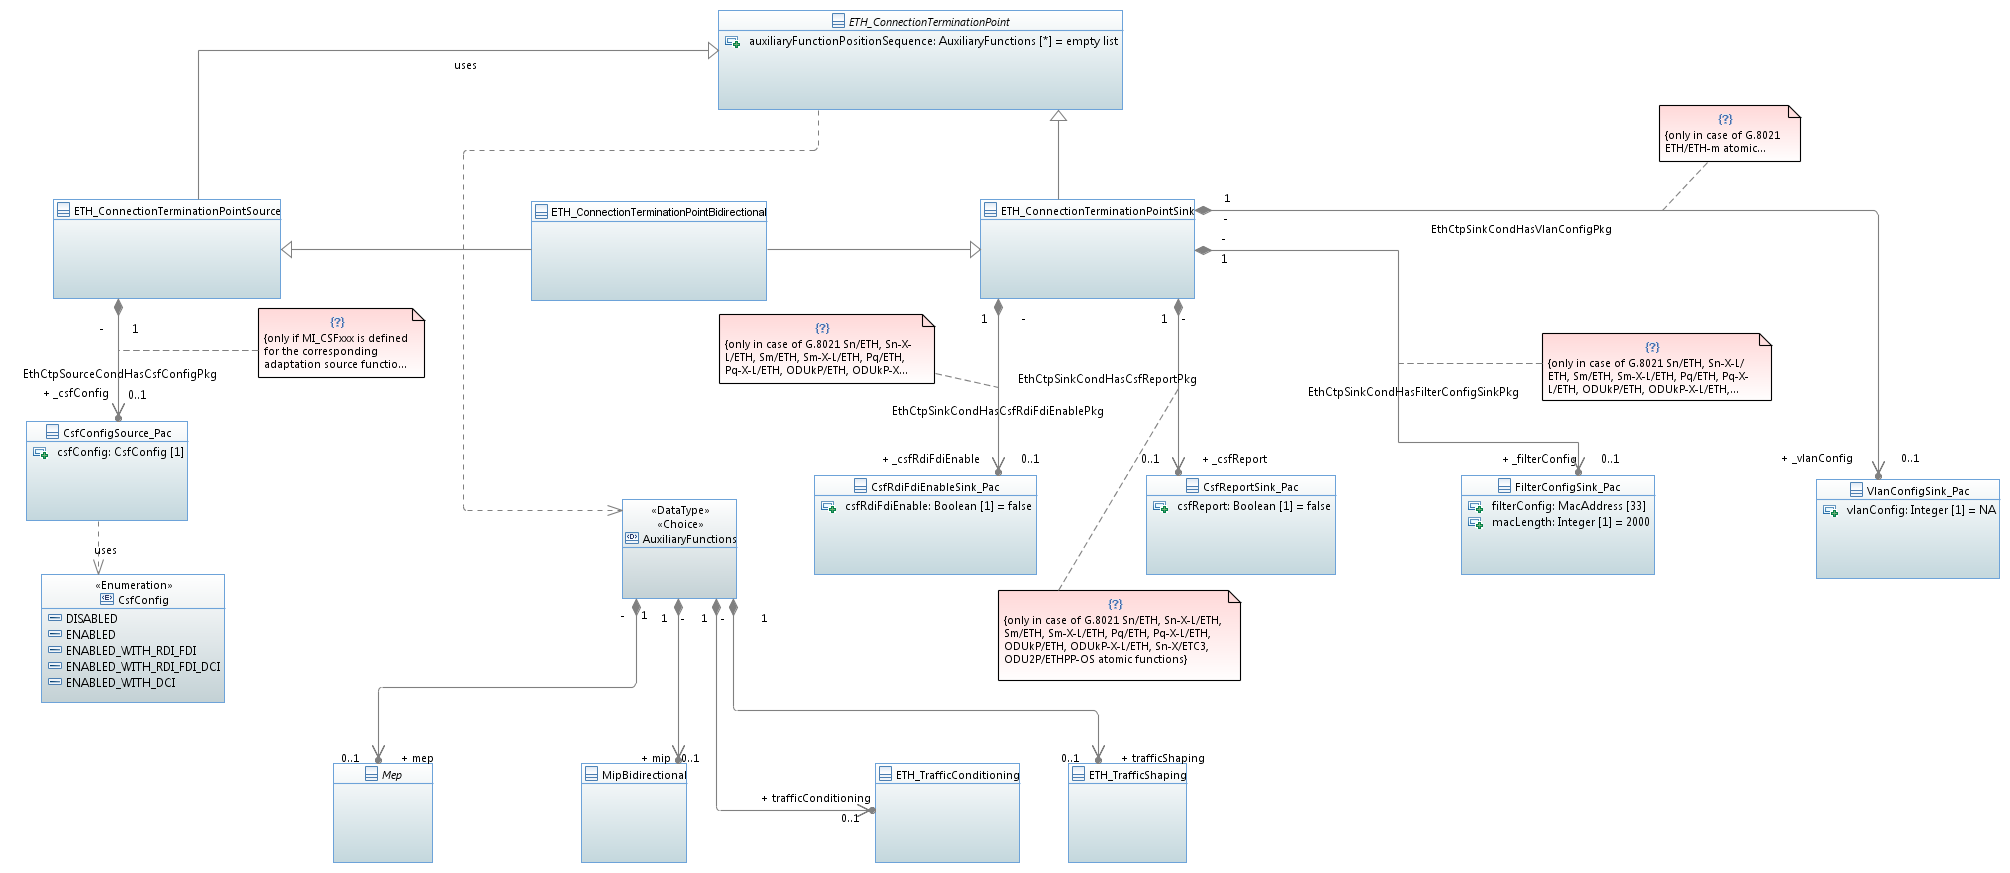 ETH_ConnectionTerminationPoint
auxiliaryFunctionPositionSequence: AuxiliaryFunctions [*] = empty list
uses
{?}
{only in case of G.8021
ETH/ETH-m atomic...
ETH_ConnectionTerminationPointSource
ETH_ConnectionTerminationPointBidirectional
ETH_ConnectionTerminationPointSink
1
-
EthCtpSinkCondHasVlanConfigPkg
-
1
-
1
{?}
{only if MI_CSFxxx is defined
for the corresponding
adaptation source functio...
EthCtpSourceCondHasCsfConfigPkg
+ _csfConfig
0..1
1
-
1
-
{?}
{only in case of G.8021 Sn/ETH, Sn-X-
L/ETH, Sm/ETH, Sm-X-L/ETH, Pq/ETH,
Pq-X-L/ETH, ODUkP/ETH, ODUkP-X...
EthCtpSinkCondHasCsfReportPkg
EthCtpSinkCondHasCsfRdiFdiEnablePkg
{?}
{only in case of G.8021 Sn/ETH, Sn-X-L/
ETH, Sm/ETH, Sm-X-L/ETH, Pq/ETH, Pq-X-
L/ETH, ODUkP/ETH, ODUkP-X-L/ETH,...
EthCtpSinkCondHasFilterConfigSinkPkg
CsfConfigSource_Pac
csfConfig: CsfConfig [1]
+ _csfRdiFdiEnable
0..1
0..1
+ _csfReport
+ _filterConfig
0..1
+ _vlanConfig
0..1
CsfRdiFdiEnableSink_Pac
csfRdiFdiEnable: Boolean [1] = false
CsfReportSink_Pac
csfReport: Boolean [1] = false
FilterConfigSink_Pac
filterConfig: MacAddress [33]
macLength: Integer [1] = 2000
VlanConfigSink_Pac
vlanConfig: Integer [1] = NA
uses
«Enumeration»
CsfConfig
DISABLED
ENABLED
ENABLED_WITH_RDI_FDI
ENABLED_WITH_RDI_FDI_DCI
ENABLED_WITH_DCI
«DataType»
«Choice»
AuxiliaryFunctions
-
1
1
-
1
-
1
{?}
{only in case of G.8021 Sn/ETH, Sn-X-L/ETH,
Sm/ETH, Sm-X-L/ETH, Pq/ETH, Pq-X-L/ETH,
ODUkP/ETH, ODUkP-X-L/ETH, Sn-X/ETC3,
ODU2P/ETHPP-OS atomic functions}
0..1
+ mep
+ mip
0..1
0..1
+ trafficShaping
Mep
MipBidirectional
+ trafficConditioning
0..1
ETH_TrafficConditioning
ETH_TrafficShaping